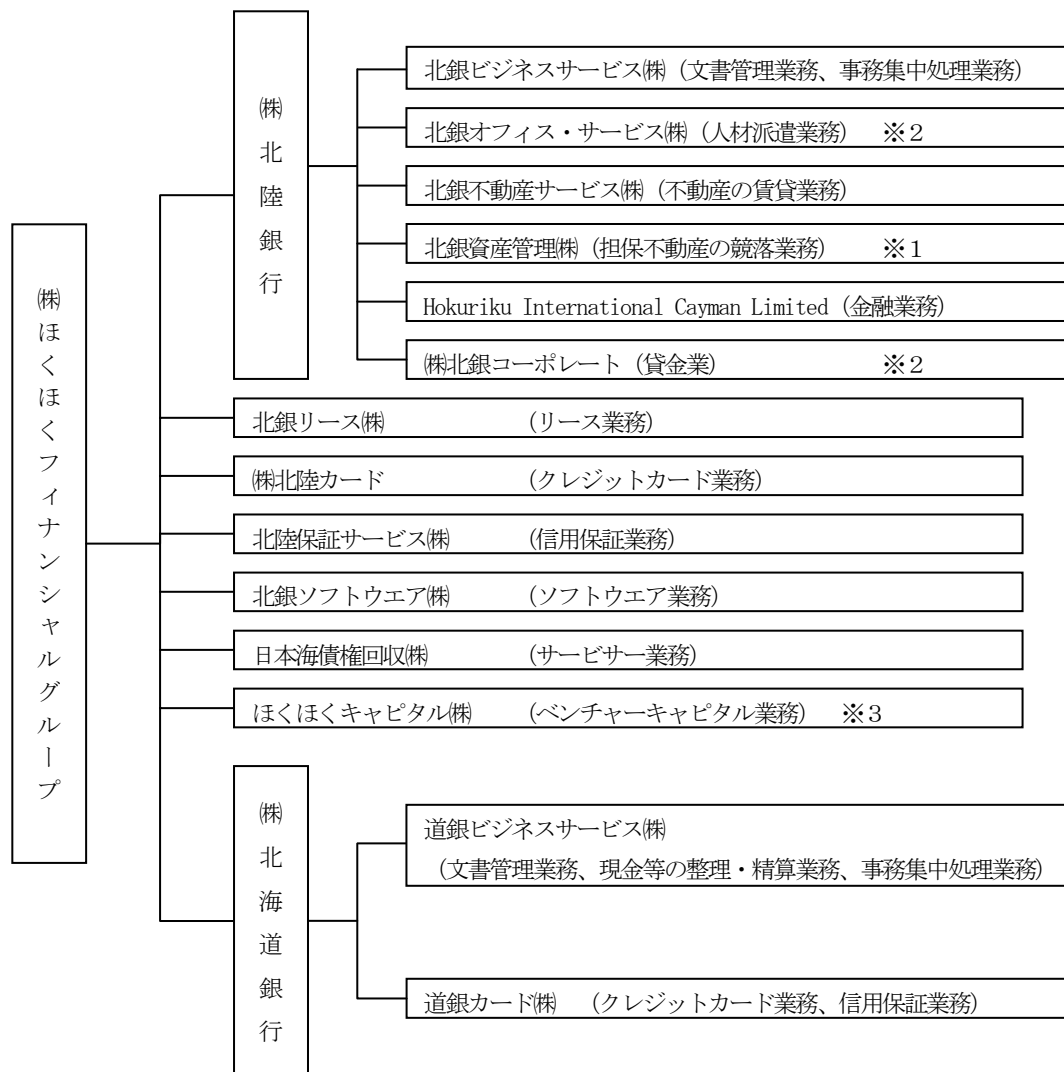 ㈱ほくほくフィナンシャルグループ
㈱北陸銀行
北銀ビジネスサービス㈱（文書管理業務、事務集中処理業務）
北銀オフィス・サービス㈱（人材派遣業務）　※2
北銀不動産サービス㈱（不動産の賃貸業務）
北銀資産管理㈱（担保不動産の競落業務）　※1
Hokuriku International Cayman Limited（金融業務）
㈱北銀コーポレート（貸金業）　※2
北銀リース㈱　（リース業務）
㈱北陸カード　（クレジットカード業務）
北陸保証サービス㈱　（信用保証業務）
北銀ソフトウエア㈱　（ソフトウエア業務）
日本海債権回収㈱　（サービサー業務）
ほくほくキャピタル㈱　（ベンチャーキャピタル業務）　※3
㈱北海道銀行
道銀ビジネスサービス㈱
（文書管理業務、現金等の整理・精算業務、事務集中処理業務）
道銀カード㈱　（クレジットカード業務、信用保証業務）